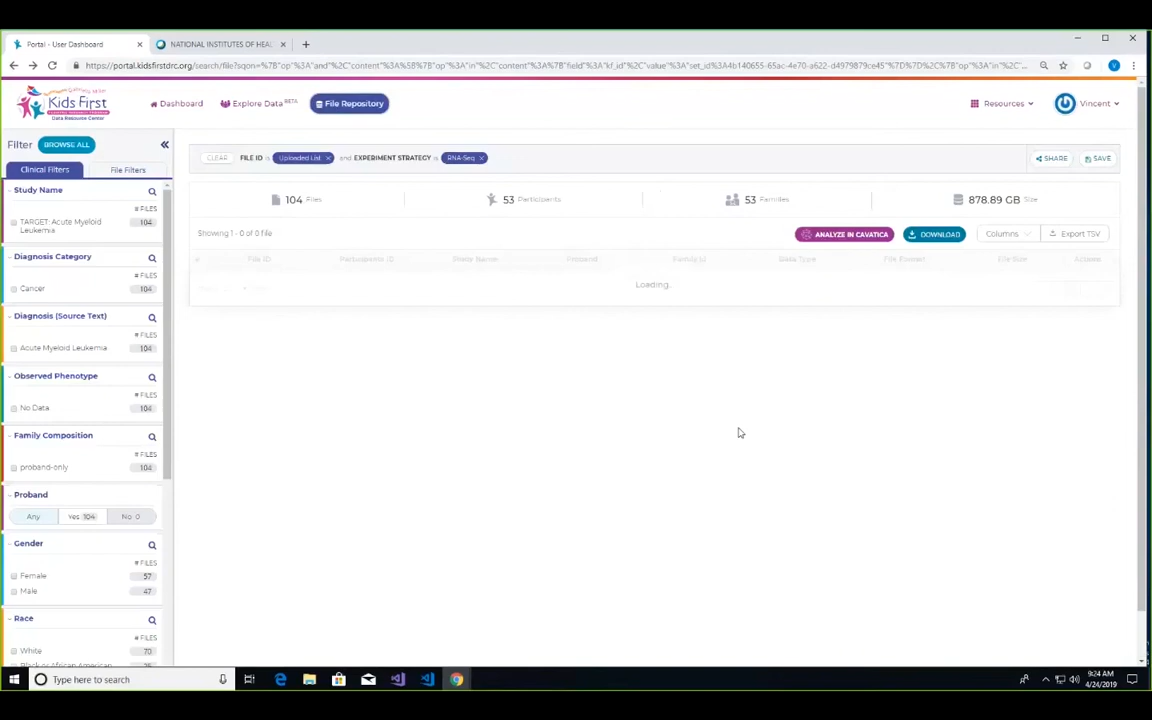 Portal - User Dashboard
NATIONAL INSTITUTES OF HEAL
https://portal.kidsfirstdrc.org/search/file?sqon=%7B"op"%3A"and"%2C"content"%3A%5B%7B"op"%3A"in"%2C"content"%3A%7B"field"%3A"kf_id"%2C"value"%3A"set_id%3A4b140655-65ac-4e70-a622-d4979879ce45"%7D%7D%2C%7B"op"%3A"in"%2C"...
Kids First
Data Resource Center
Dashboard
Explore Data BETA
File Repository
Resources
Vincent
Filter
BROWSE ALL
Clinical Filters
File Filters
CLEAR FILE ID is Uploaded List × and EXPERIMENT STRATEGY is RNA-Seq ×
SHARE
SAVE
104 Files
53 Participants
53 Families
878.89 GB Size
Showing 1 - 0 of 0 file
ANALYZE IN CAVATICA
DOWNLOAD
Columns
Export TSV
File ID
Participants ID
Study Name
Proband
Family Id
Data Type
File Format
File Size
Actions
Loading...
Study Name
# FILES
TARGET: Acute Myeloid Leukemia
104
Diagnosis Category
# FILES
Cancer
104
Diagnosis (Source Text)
# FILES
Acute Myeloid Leukemia
104
Observed Phenotype
# FILES
No Data
104
Family Composition
# FILES
proband-only
104
Proband
Any
Yes 104
No 0
Gender
# FILES
Female
57
Male
47
Race
# FILES
White
70
Black or African American
Type here to search
9:24 AM
4/24/2019